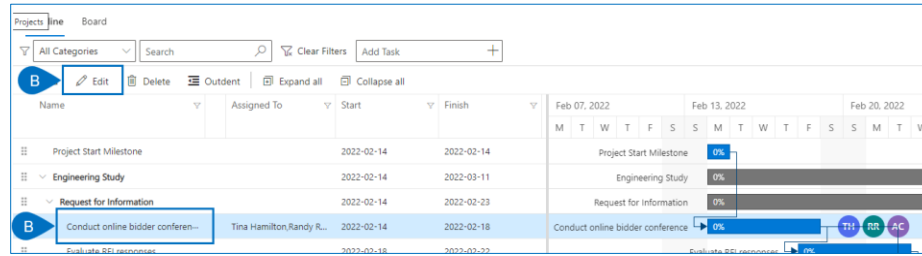 Projects line Board
All Categories Search Clear Filters Add Task
B Edit Delete Outdent Expand all Collapse all
Name Assigned To Start Finish Feb 07, 2022 Feb 13, 2022 Feb 20, 2022
M T W T F S S M T W T F S S M T W
Project Start Milestone 2022-02-14 2022-02-14 Project Start Milestone 0%
Engineering Study 2022-02-14 2022-03-11 Engineering Study 0%
Request for Information 2022-02-14 2022-02-23 Request for Information 0%
B Conduct online bidder conferen... Tina Hamilton,Randy R... 2022-02-14 2022-02-18 Conduct online bidder conference 0% TH RR AC
Evaluate RFI responses 2022-02-18 2022-02-22 Evaluate RFI responses 0%